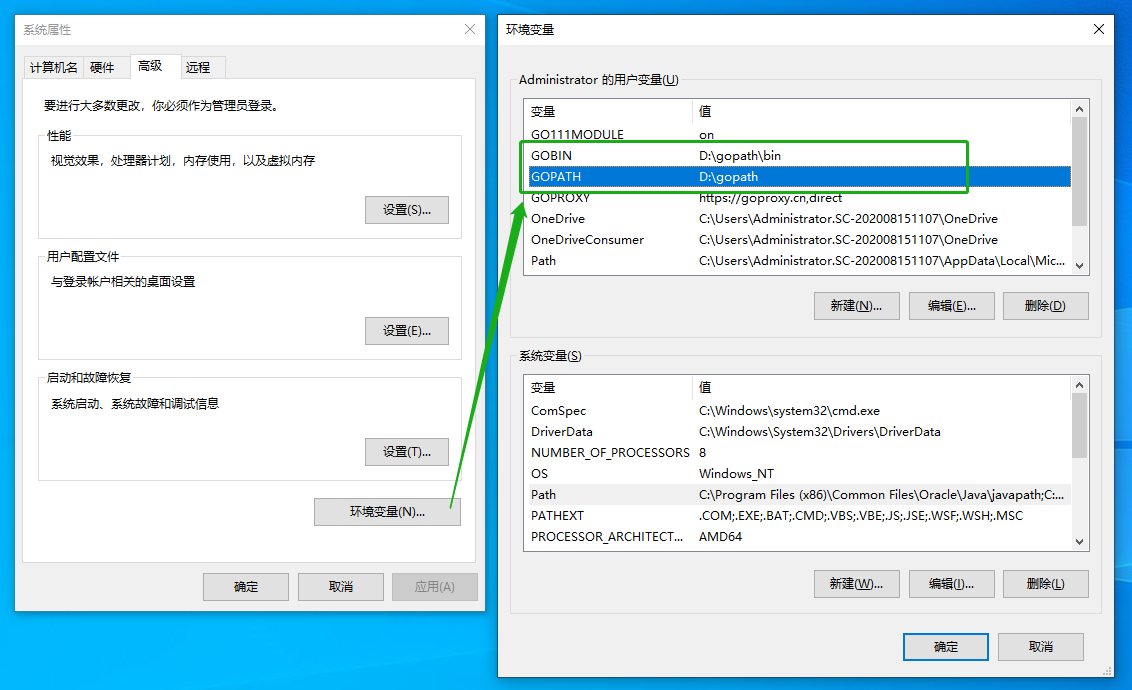 系统属性
计算机名 硬件 高级 远程
要进行大多数更改，你必须作为管理员登录。
性能
视觉效果，处理器计划，内存使用，以及虚拟内存
设置(S)...
用户配置文件
与登录帐户相关的桌面设置
设置(E)...
启动和故障恢复
系统启动、系统故障和调试信息
设置(T)...
环境变量(N)...
确定 取消 应用(A)
环境变量
Administrator 的用户变量(U)
变量 值
GO111MODULE on
GOBIN D:\gopath\bin
GOPATH D:\gopath
GOPROXY https://goproxy.cn,direct
OneDrive C:\Users\Administrator.SC-202008151107\OneDrive
OneDriveConsumer C:\Users\Administrator.SC-202008151107\OneDrive
Path C:\Users\Administrator.SC-202008151107\AppData\Local\Mic...
新建(N)... 编辑(E)... 删除(D)
系统变量(S)
变量 值
ComSpec C:\Windows\system32\cmd.exe
DriverData C:\Windows\System32\Drivers\DriverData
NUMBER_OF_PROCESSORS 8
OS Windows_NT
Path C:\Program Files (x86)\Common Files\Oracle\Java\javapath;C:...
PATHEXT .COM;.EXE;.BAT;.CMD;.VBS;.VBE;.JS;.JSE;.WSF;.WSH;.MSC
PROCESSOR_ARCHITECT... AMD64
新建(W)... 编辑(I)... 删除(L)
确定 取消